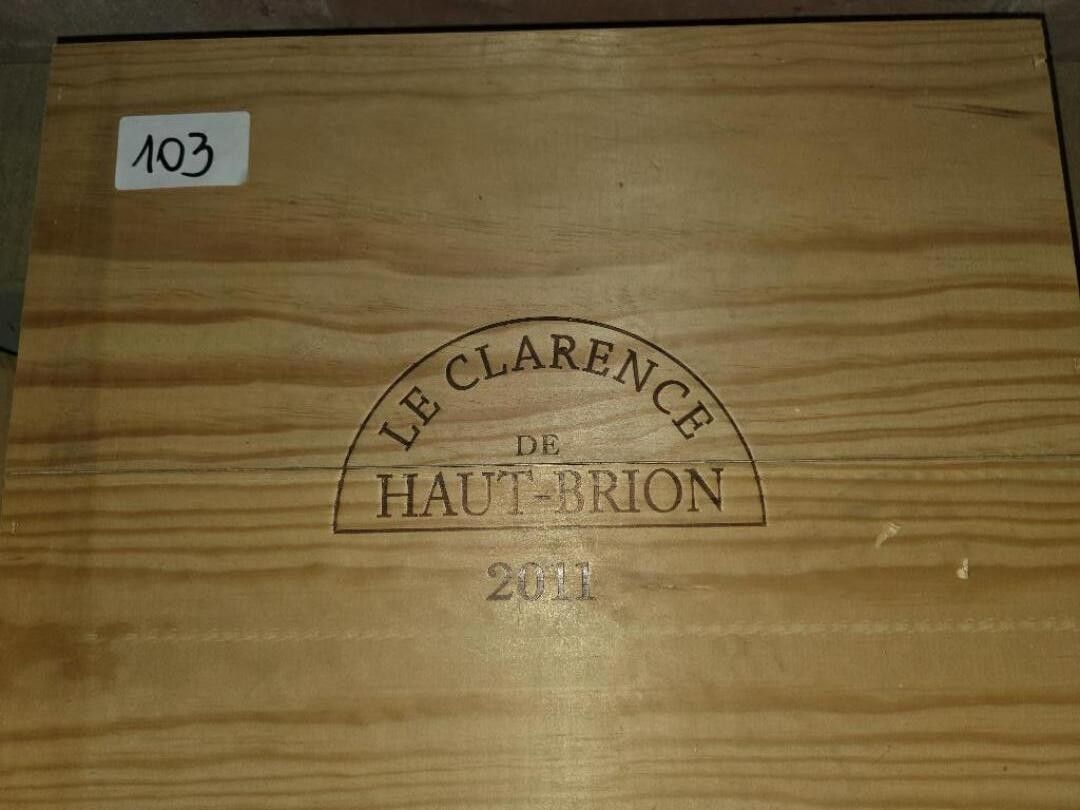 103
LE CLARENCE
DE
HAUT-BRION
2011